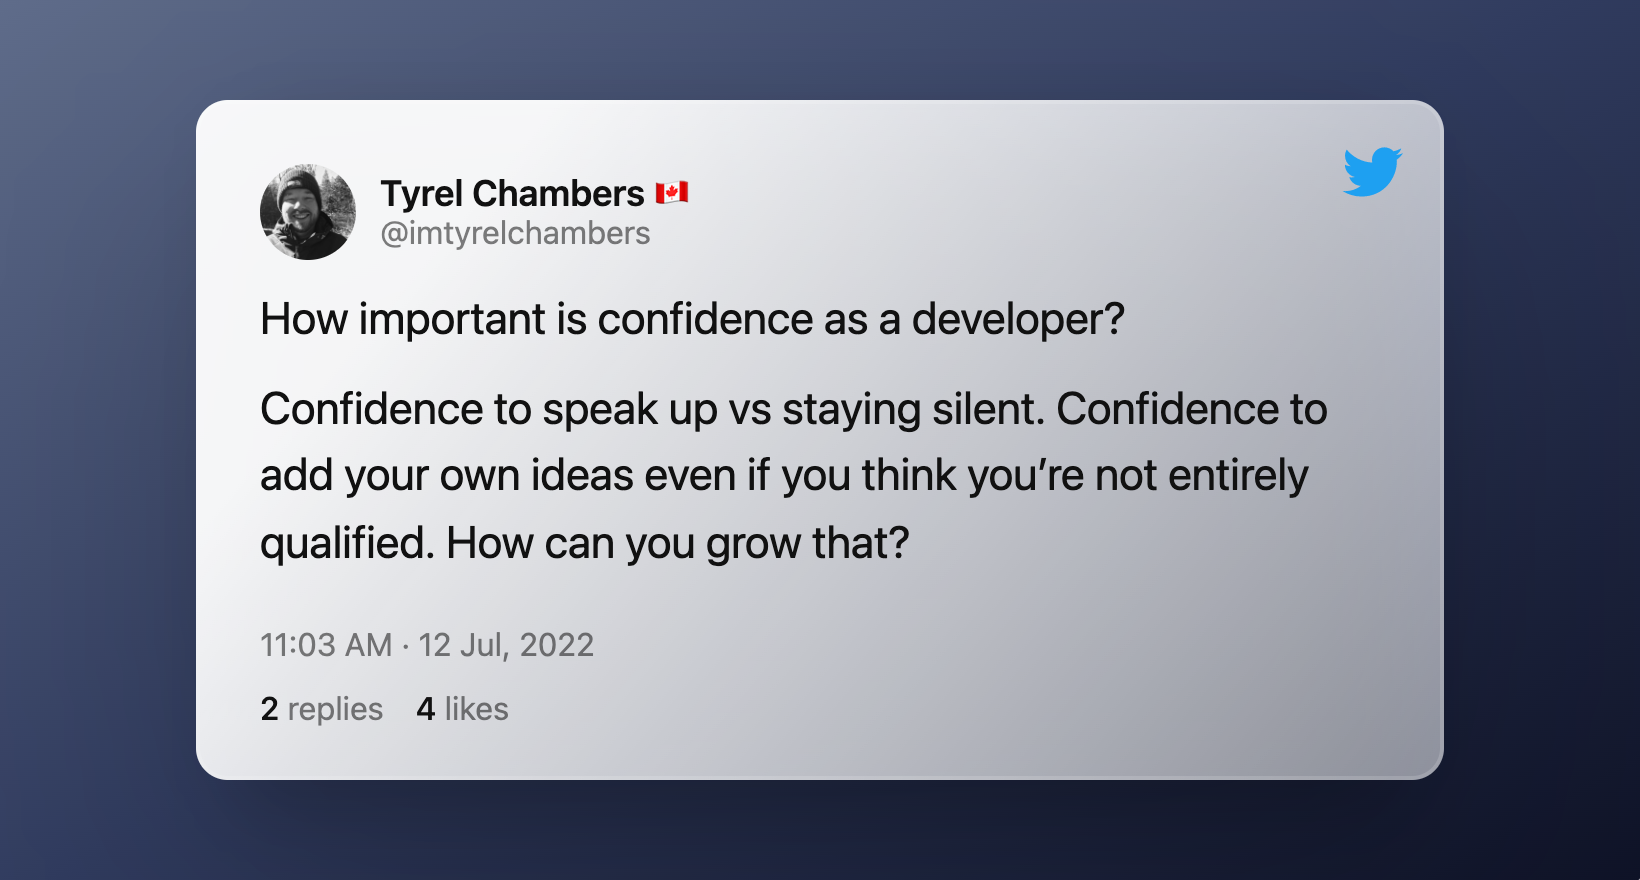 Tyrel Chambers 🇨🇦
@imtyrelchambers
How important is confidence as a developer?
Confidence to speak up vs staying silent. Confidence to
add your own ideas even if you think you’re not entirely
qualified. How can you grow that?
11:03 AM · 12 Jul, 2022
2 replies 4 likes